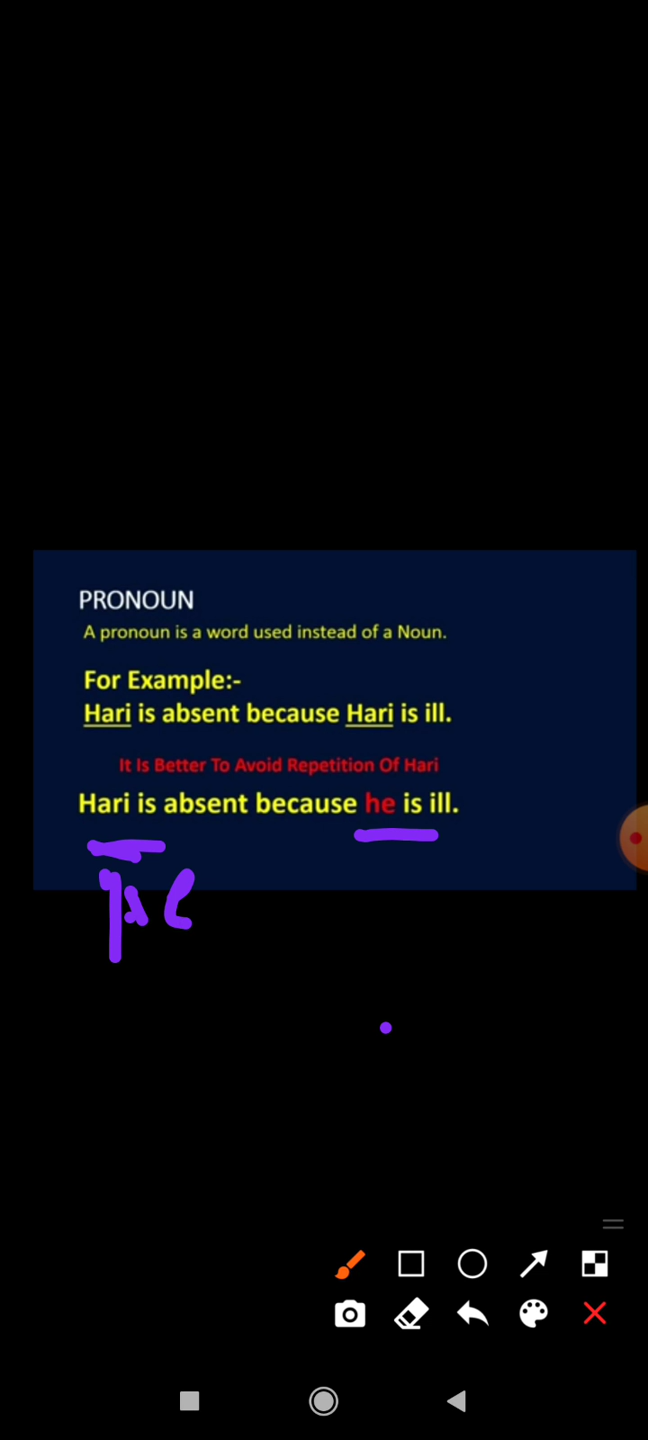 PRONOUN
A pronoun is a word used instead of a Noun.
For Example:-
Hari is absent because Hari is ill.
It Is Better To Avoid Repetition Of Hari
Hari is absent because he is ill.